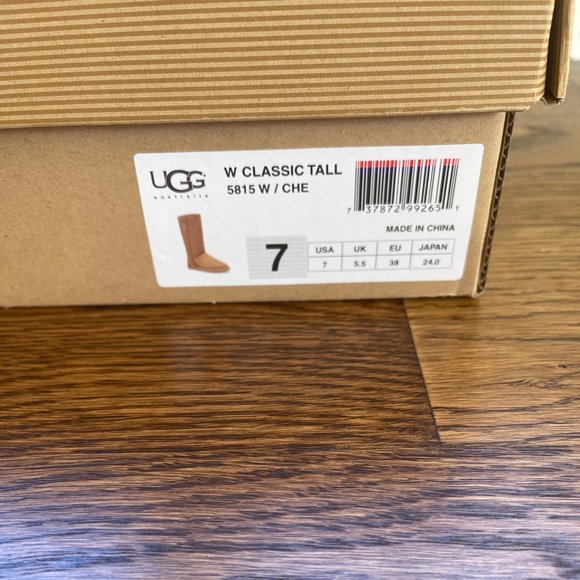 UGG
australia
W CLASSIC TALL
5815 W / CHE
7 37872 99265 1
MADE IN CHINA
7
USA UK EU JAPAN
7 5.5 38 24.0